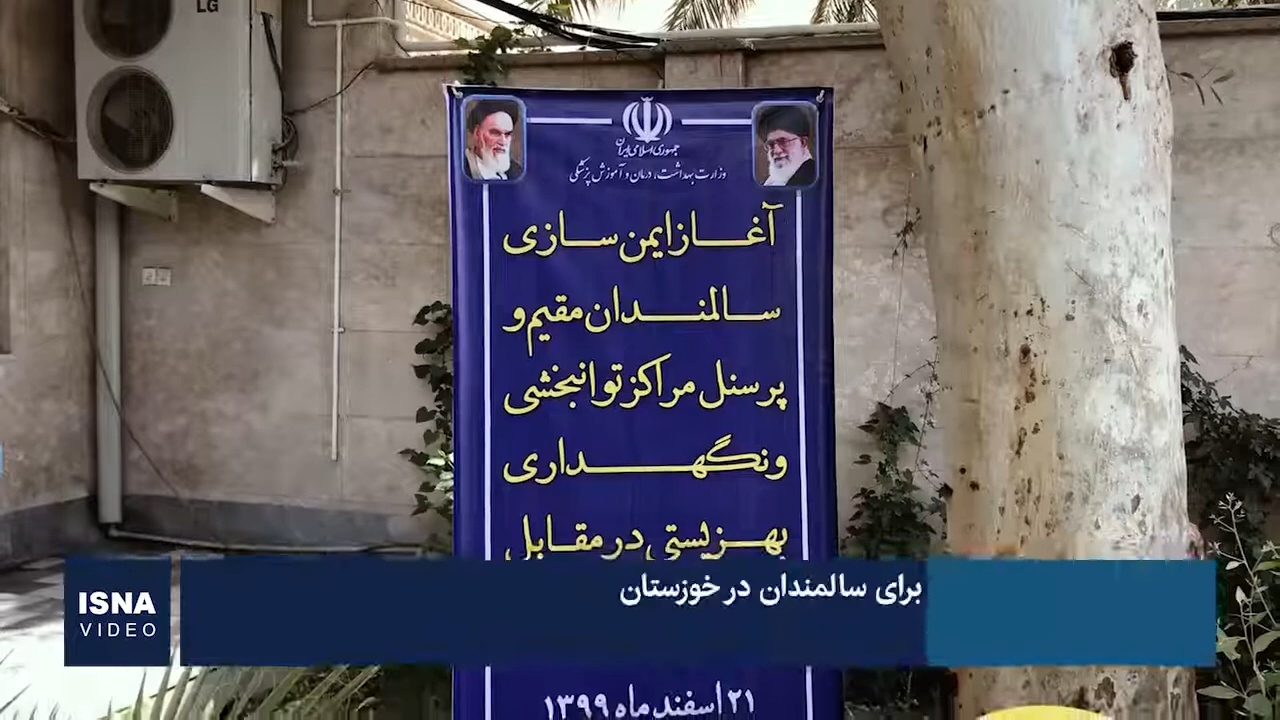 LG
جمهوری اسلامی ایران
وزارت بهداشت، درمان و آموزش پزشکی
آغاز ایمن سازی
سالمندان مقیم و
پرسنل مراکز توانبخشی
و نگهداری
بهزیستی در مقابل
برای سالمندان در خوزستان
ISNA
VIDEO
۲۱ اسفند ماه ۱۳۹۹